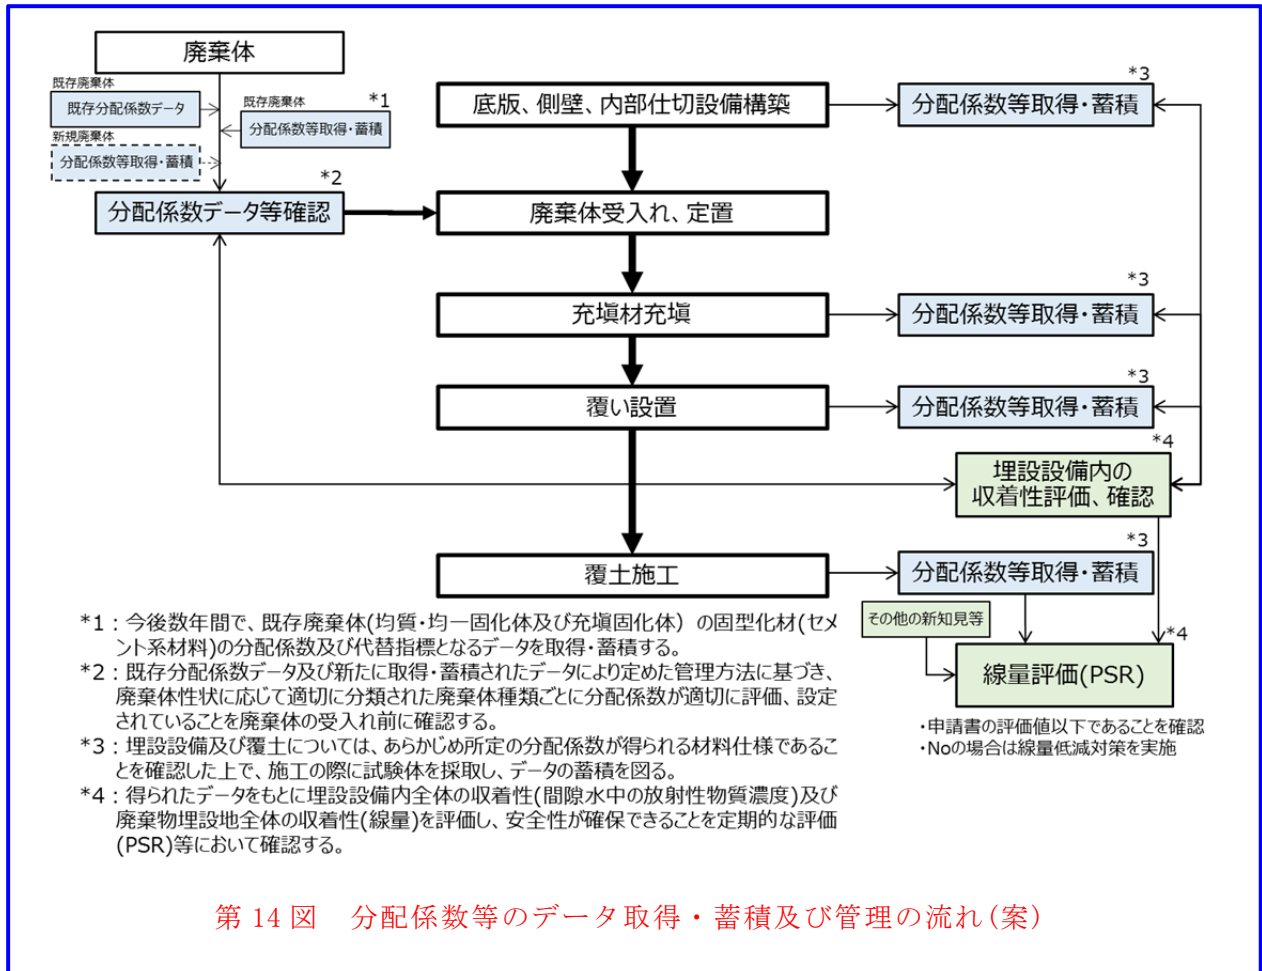 廃棄体
既存廃棄体
既存分配係数データ
既存廃棄体
*1
分配係数等取得・蓄積
新規廃棄体
分配係数等取得・蓄積
*2
分配係数データ等確認
底版、側壁、内部仕切設備構築
*3
分配係数等取得・蓄積
廃棄体受入れ、定置
充填材充填
*3
分配係数等取得・蓄積
覆い設置
*3
分配係数等取得・蓄積
*4
埋設設備内の
収着性評価、確認
覆土施工
*3
分配係数等取得・蓄積
その他の新知見等
*4
線量評価(PSR)
・申請書の評価値以下であることを確認
・Noの場合は線量低減対策を実施
*1：今後数年間で、既存廃棄体(均質・均一固化体及び充塡固化体）の固型化材(セメ
ント系材料)の分配係数及び代替指標となるデータを取得・蓄積する。
*2：既存分配係数データ及び新たに取得・蓄積されたデータにより定めた管理方法に基づき、
廃棄体性状に応じて適切に分類された廃棄体種類ごとに分配係数が適切に評価、設定
されていることを廃棄体の受入れ前に確認する。
*3：埋設設備及び覆土については、あらかじめ所定の分配係数が得られる材料仕様であるこ
とを確認した上で、施工の際に試験体を採取し、データの蓄積を図る。
*4：得られたデータをもとに埋設設備内全体の収着性(間隙水中の放射性物質濃度)及び
廃棄物埋設地全体の収着性(線量)を評価し、安全性が確保できることを定期的な評価
(PSR)等において確認する。
第 14 図　分配係数等のデータ取得・蓄積及び管理の流れ(案)